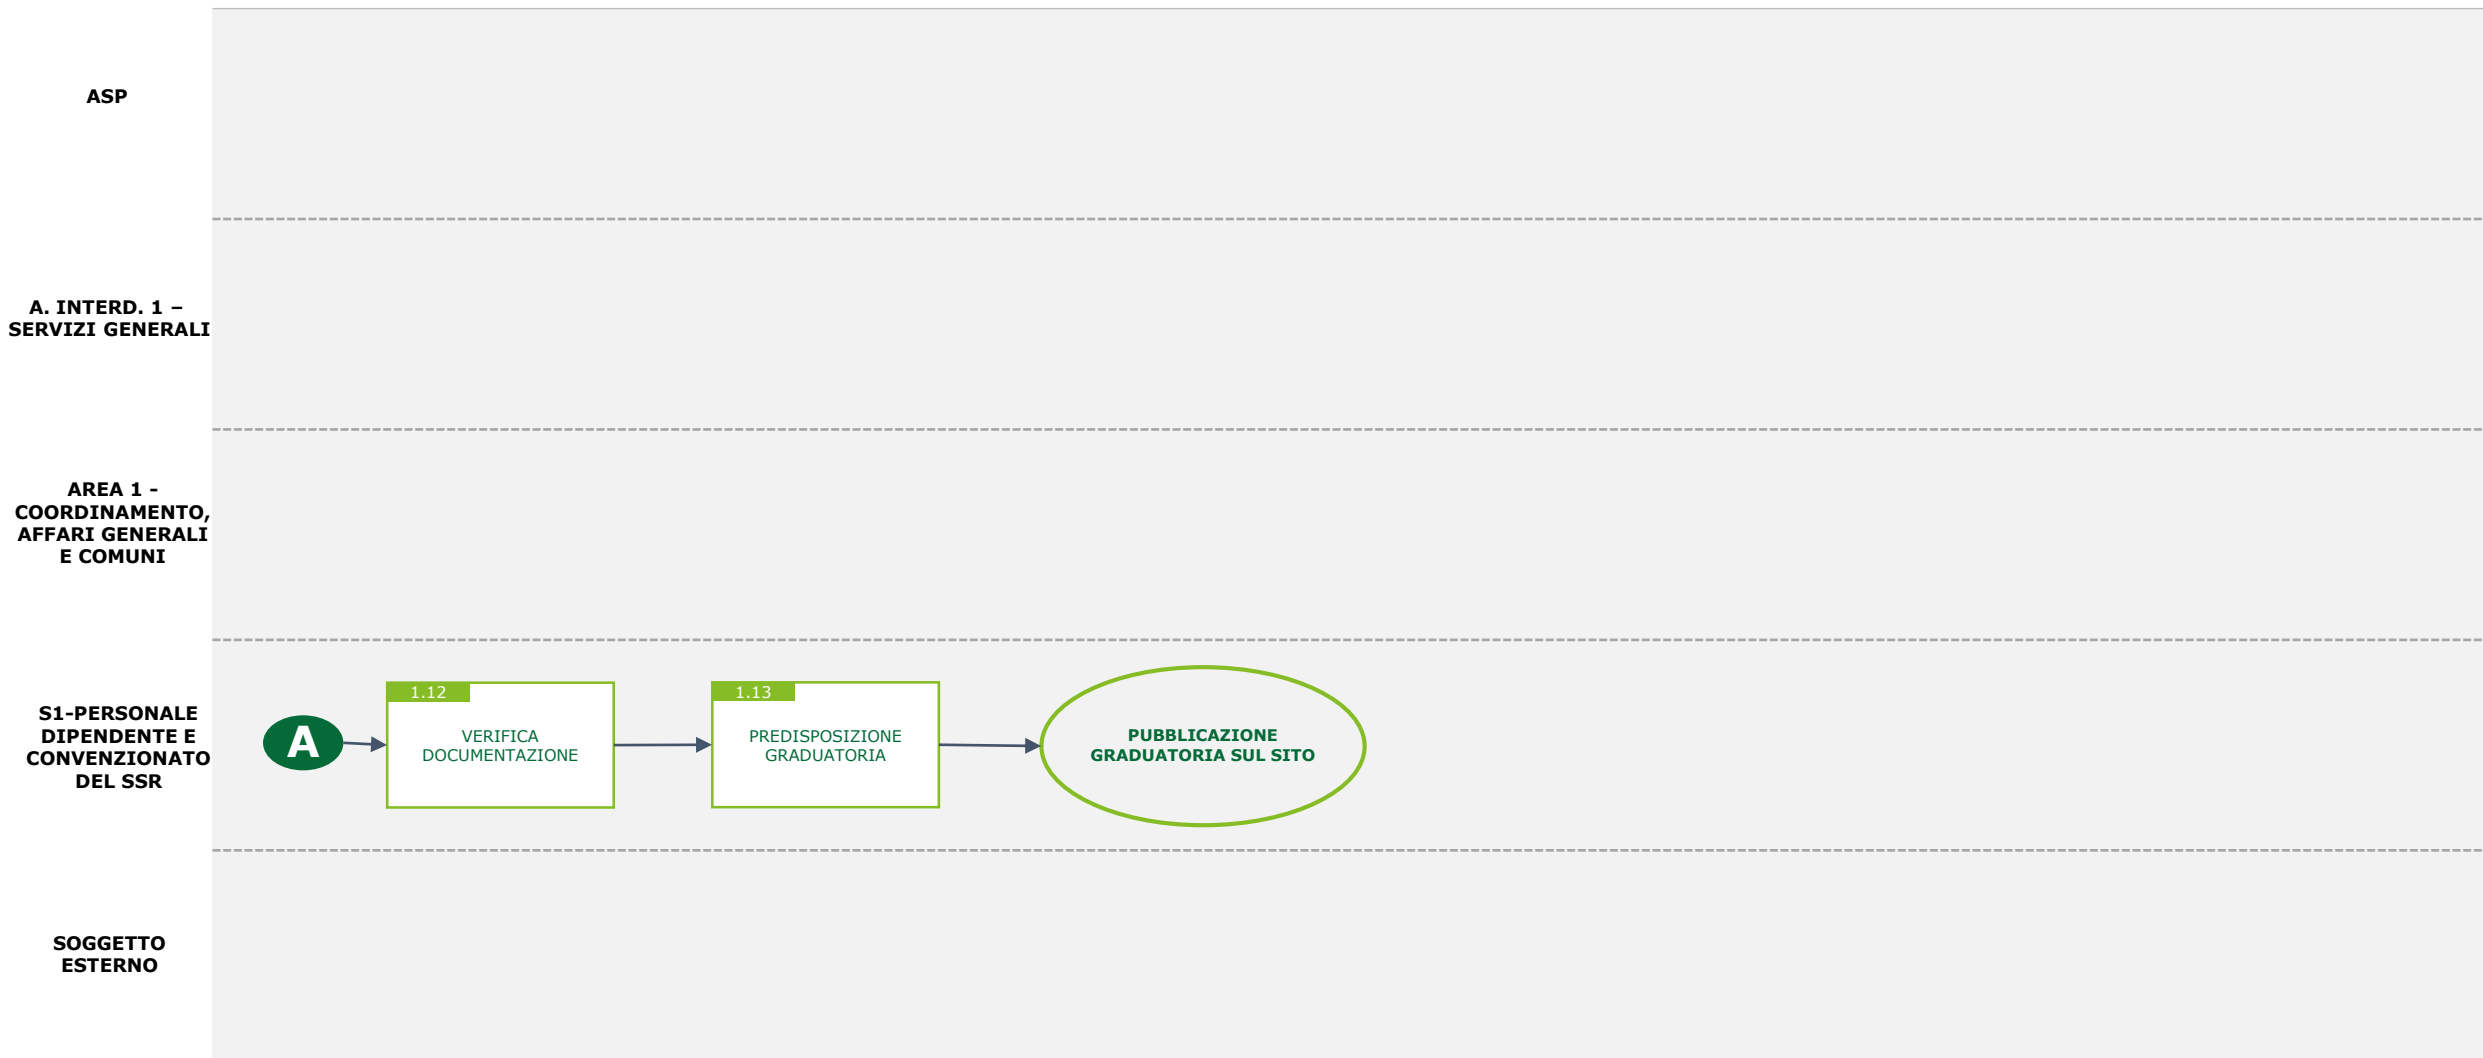 ASP
A. INTERD. 1 –
SERVIZI GENERALI
AREA 1 -
COORDINAMENTO,
AFFARI GENERALI
E COMUNI
S1-PERSONALE
DIPENDENTE E
CONVENZIONATO
DEL SSR
A
1.12
VERIFICA
DOCUMENTAZIONE
1.13
PREDISPOSIZIONE
GRADUATORIA
PUBBLICAZIONE
GRADUATORIA SUL SITO
SOGGETTO
ESTERNO